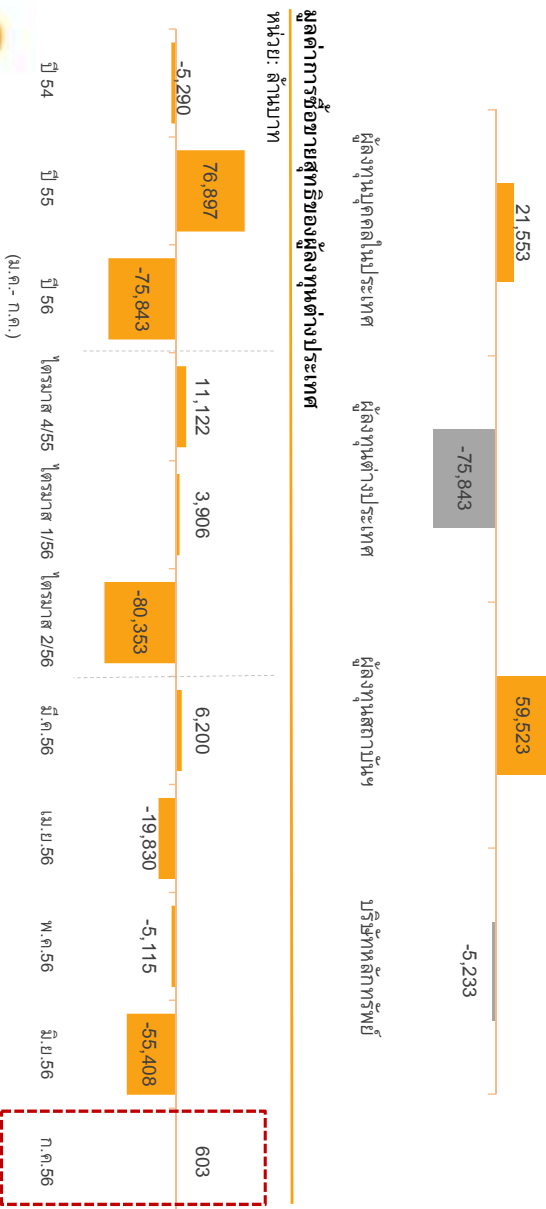 21,553
-75,843
59,523
-5,233
ผู้ลงทุนบุคคลในประเทศ
ผู้ลงทุนต่างประเทศ
ผู้ลงทุนสถาบันฯ
บริษัทหลักทรัพย์
มูลค่าการซื้อขายสุทธิของผู้ลงทุนต่างประเทศ
หน่วย: ล้านบาท
-5,290
76,897
-75,843
11,122
3,906
-80,353
6,200
-19,830
-5,115
-55,408
603
ปี 54
ปี 55
ปี 56
ไตรมาส 4/55
ไตรมาส 1/56
ไตรมาส 2/56
มี.ค.56
เม.ย.56
พ.ค.56
มิ.ย.56
ก.ค.56
(ม.ค.- ก.ค.)